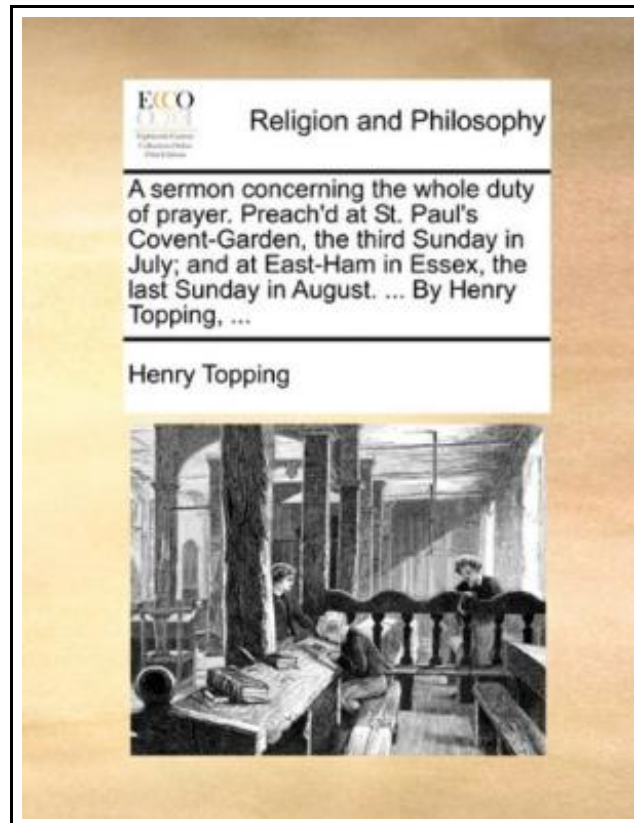 ECCO
Religion and Philosophy
A sermon concerning the whole duty
of prayer. Preach'd at St. Paul's
Covent-Garden, the third Sunday in
July; and at East-Ham in Essex, the
last Sunday in August. ... By Henry
Topping, ...
Henry Topping